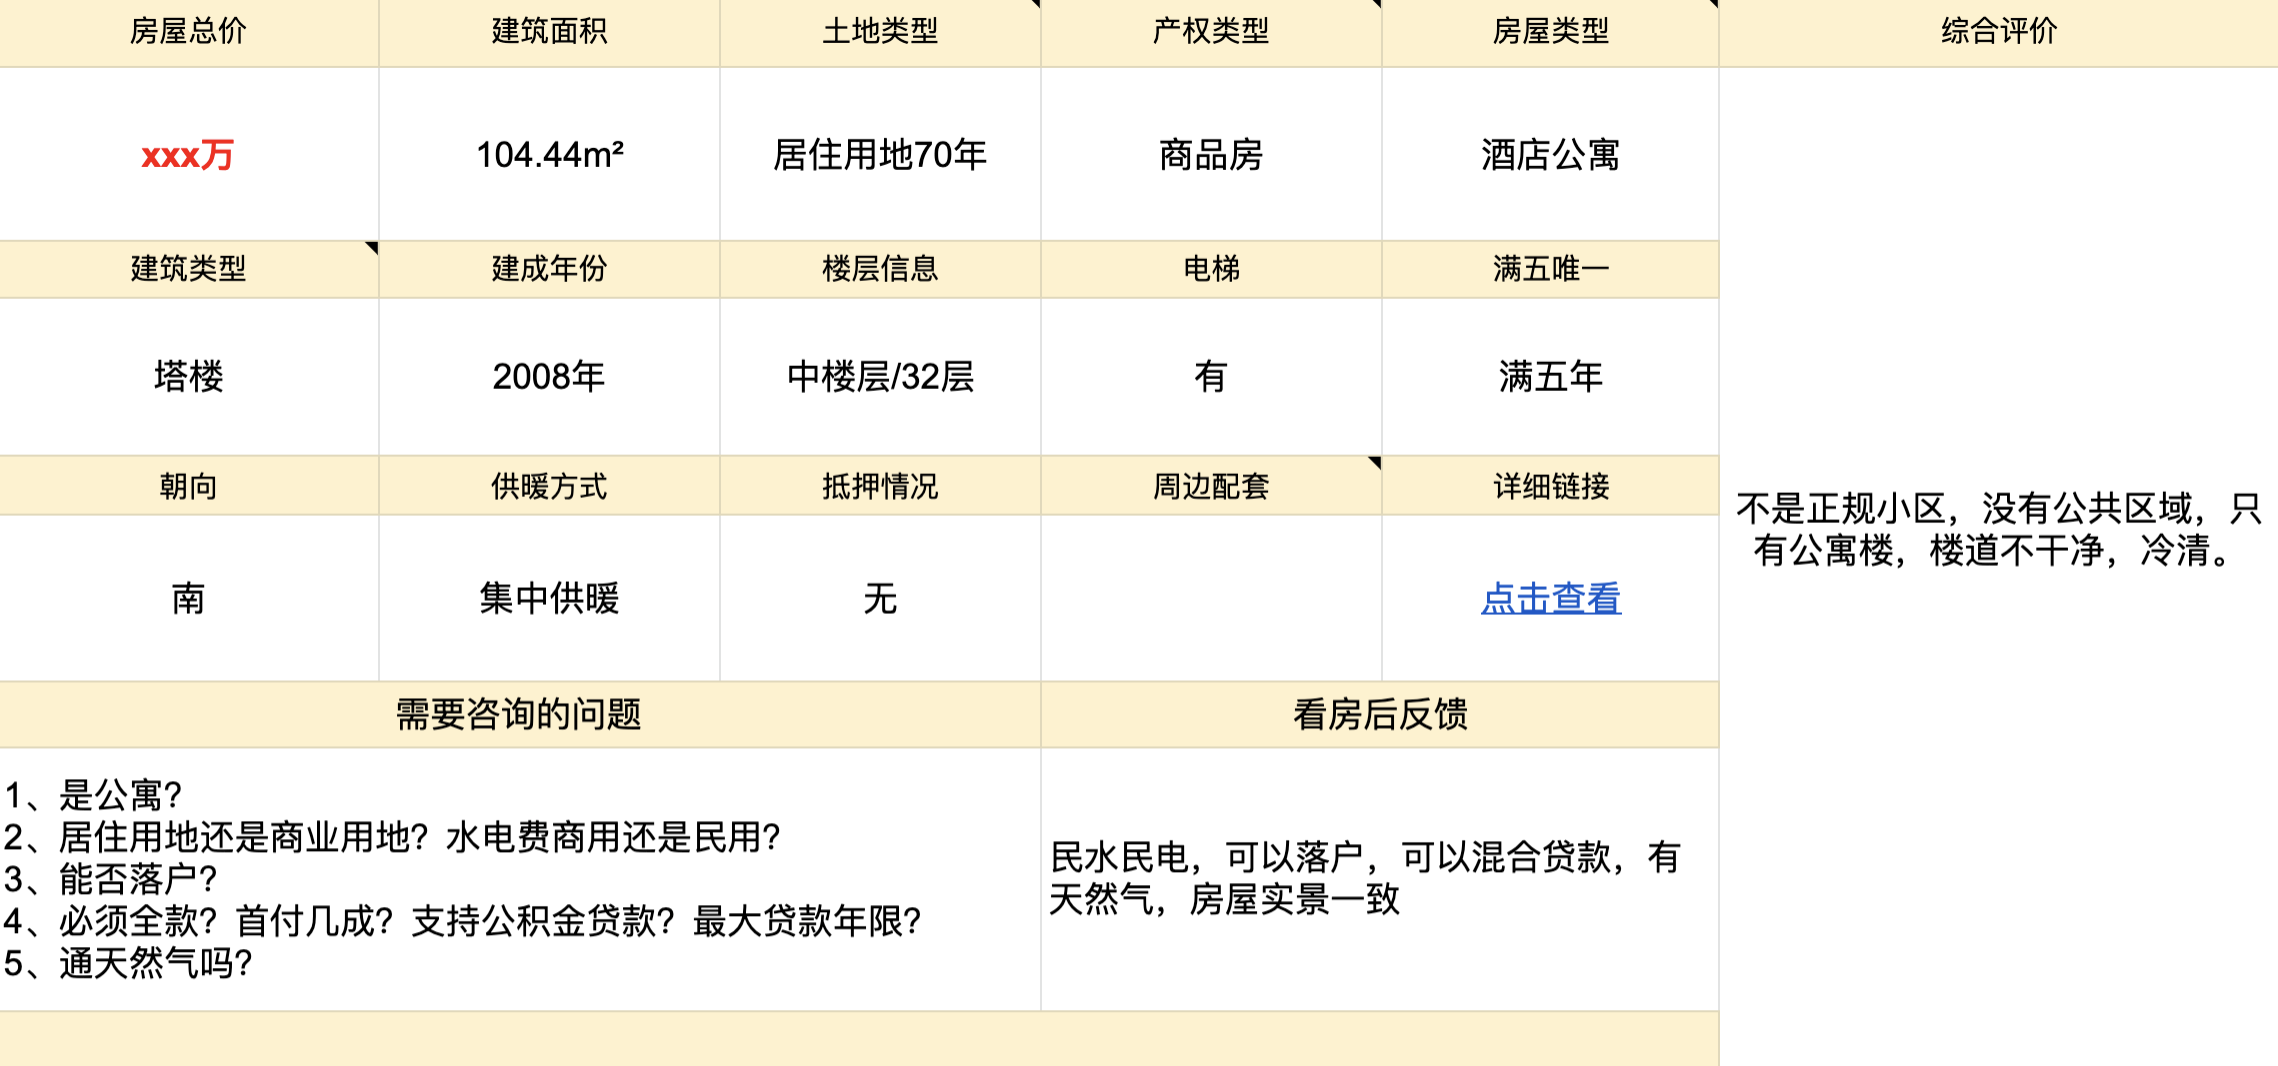 房屋总价 建筑面积 土地类型 产权类型 房屋类型 综合评价
xxx万 104.44m² 居住用地70年 商品房 酒店公寓
建筑类型 建成年份 楼层信息 电梯 满五唯一
塔楼 2008年 中楼层/32层 有 满五年
朝向 供暖方式 抵押情况 周边配套 详细链接
南 集中供暖 无 点击查看
不是正规小区，没有公共区域，只
有公寓楼，楼道不干净，冷清。
需要咨询的问题 看房后反馈
1、是公寓？
2、居住用地还是商业用地？水电费商用还是民用？
3、能否落户？
4、必须全款？首付几成？支持公积金贷款？最大贷款年限？
5、通天然气吗？
民水民电，可以落户，可以混合贷款，有
天然气，房屋实景一致